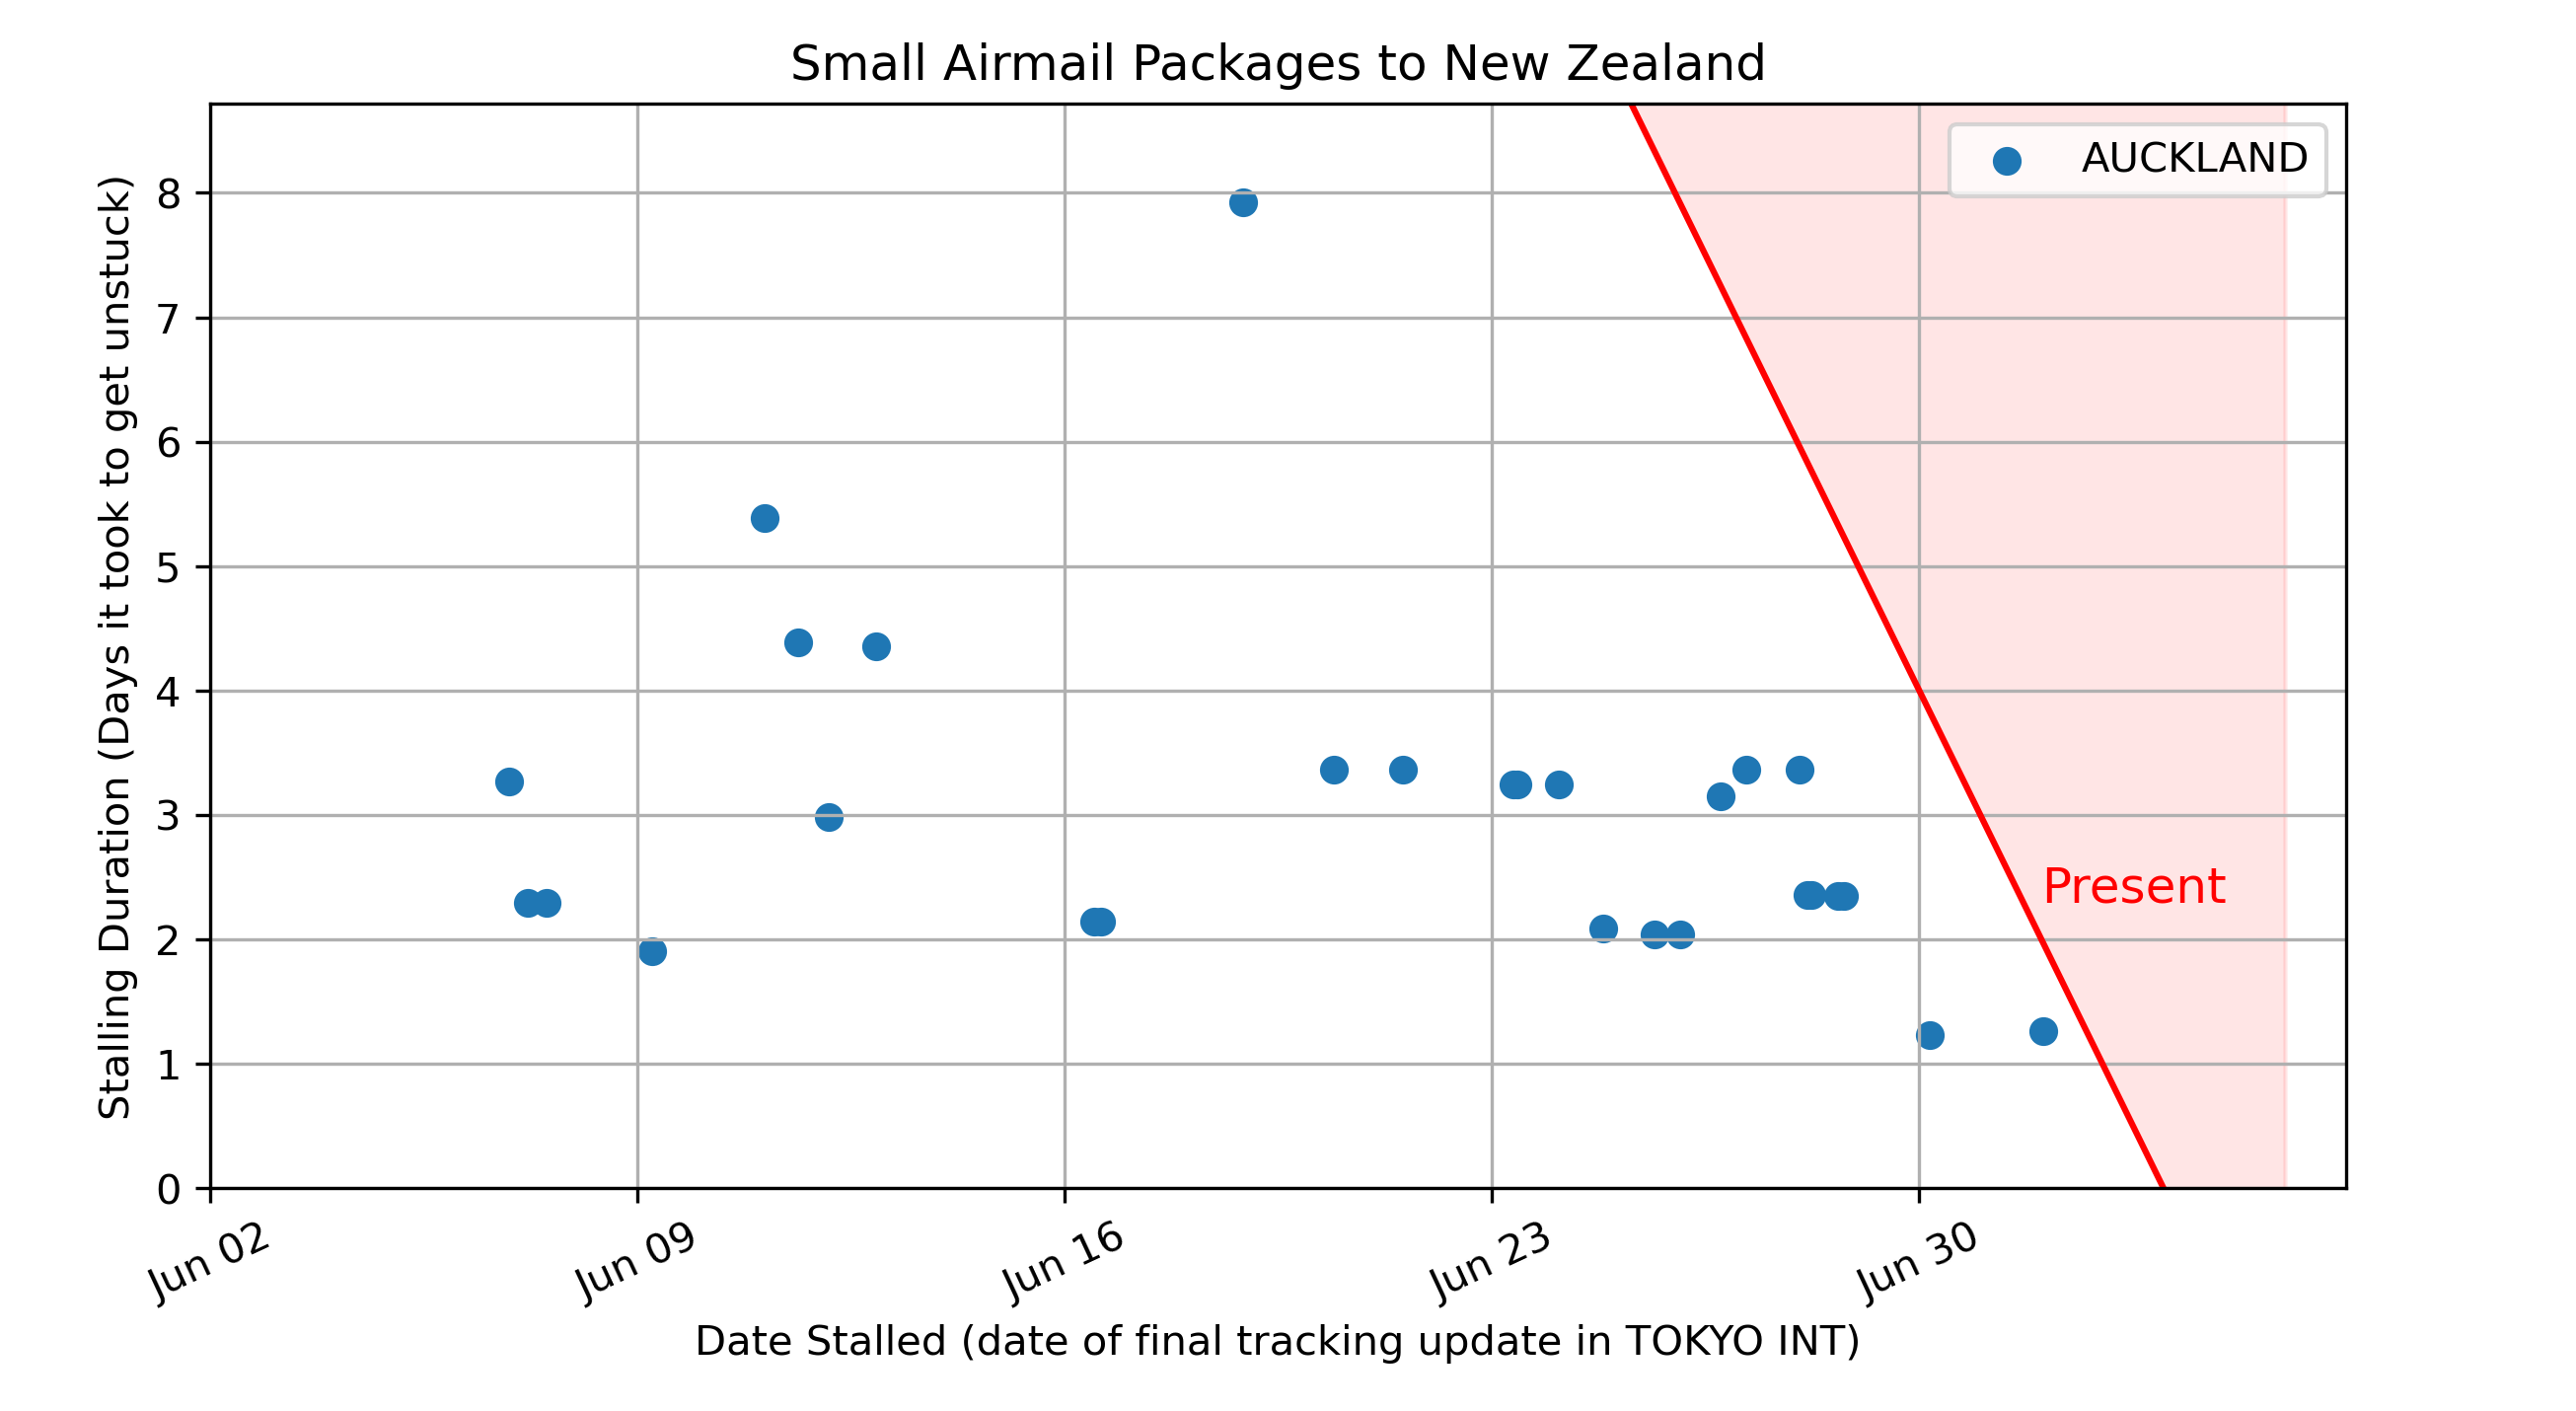 Small Airmail Packages to New Zealand
AUCKLAND
Stalling Duration (Days it took to get unstuck)
8
7
6
5
4
3
2
1
0
Present
Jun 02
Jun 09
Jun 16
Jun 23
Jun 30
Date Stalled (date of final tracking update in TOKYO INT)